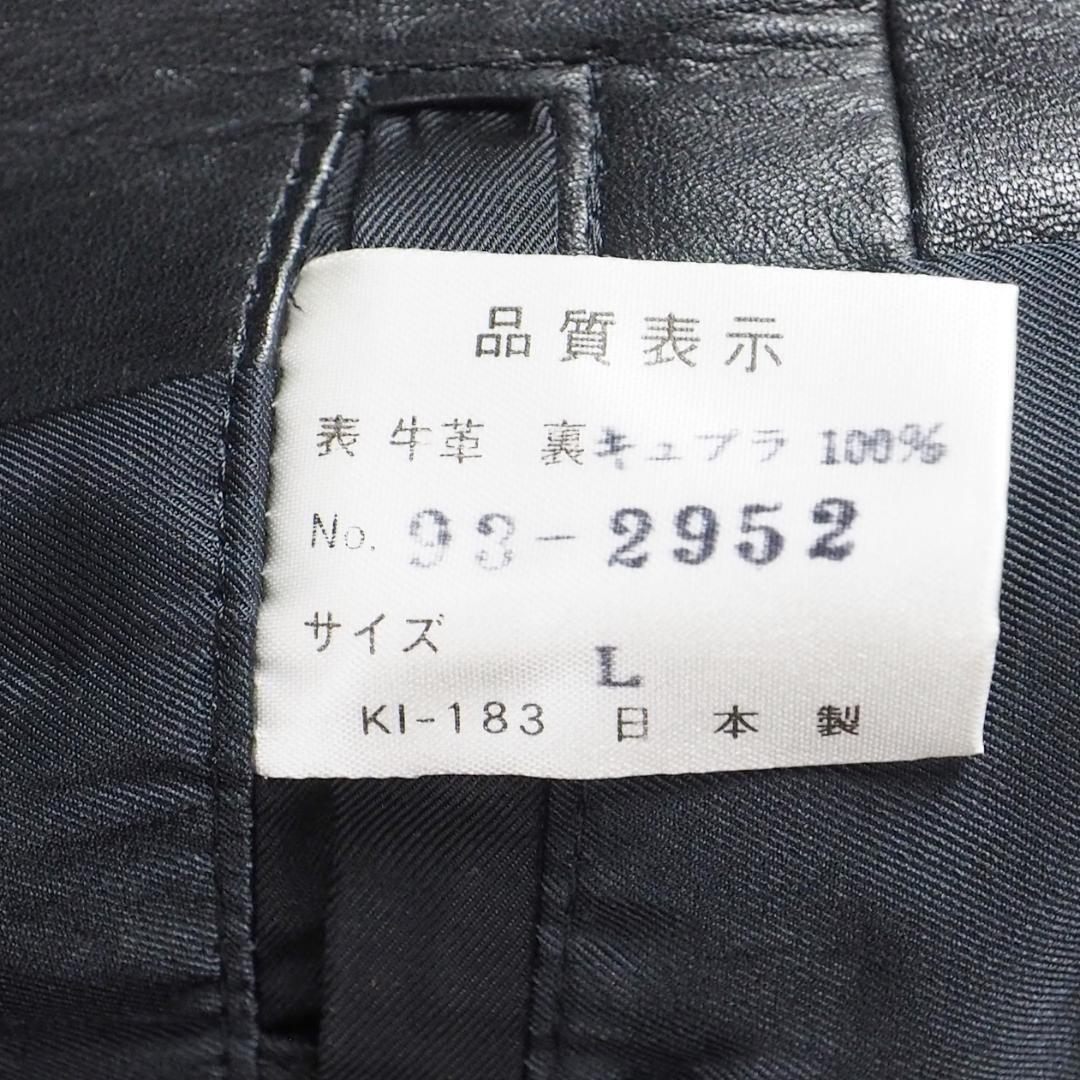 品質表示
表 牛革 裏キュプラ 100%
No. 93-2952
サイズ
L
KI-183 日本製